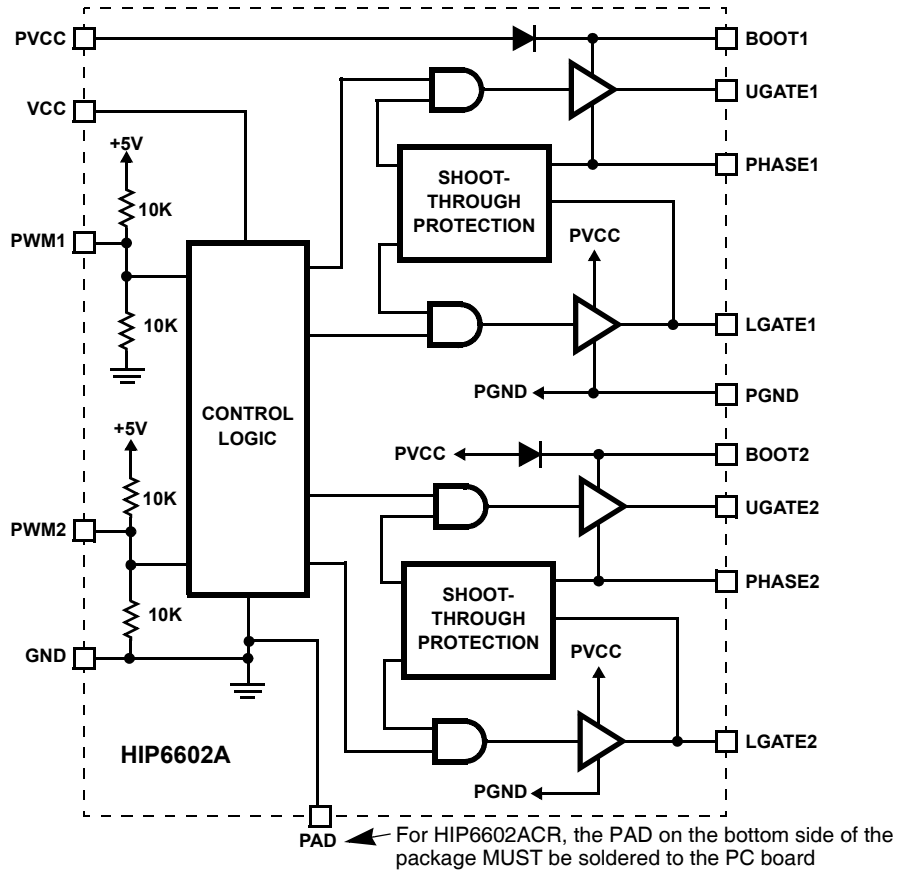 PVCC
BOOT1
VCC
UGATE1
+5V
10K
SHOOT-
THROUGH
PROTECTION
PHASE1
PWM1
PVCC
10K
LGATE1
PGND
PGND
CONTROL
LOGIC
+5V
PVCC
BOOT2
10K
UGATE2
PWM2
SHOOT-
THROUGH
PROTECTION
PHASE2
10K
GND
PVCC
HIP6602A
LGATE2
PGND
PAD
For HIP6602ACR, the PAD on the bottom side of the
package MUST be soldered to the PC board